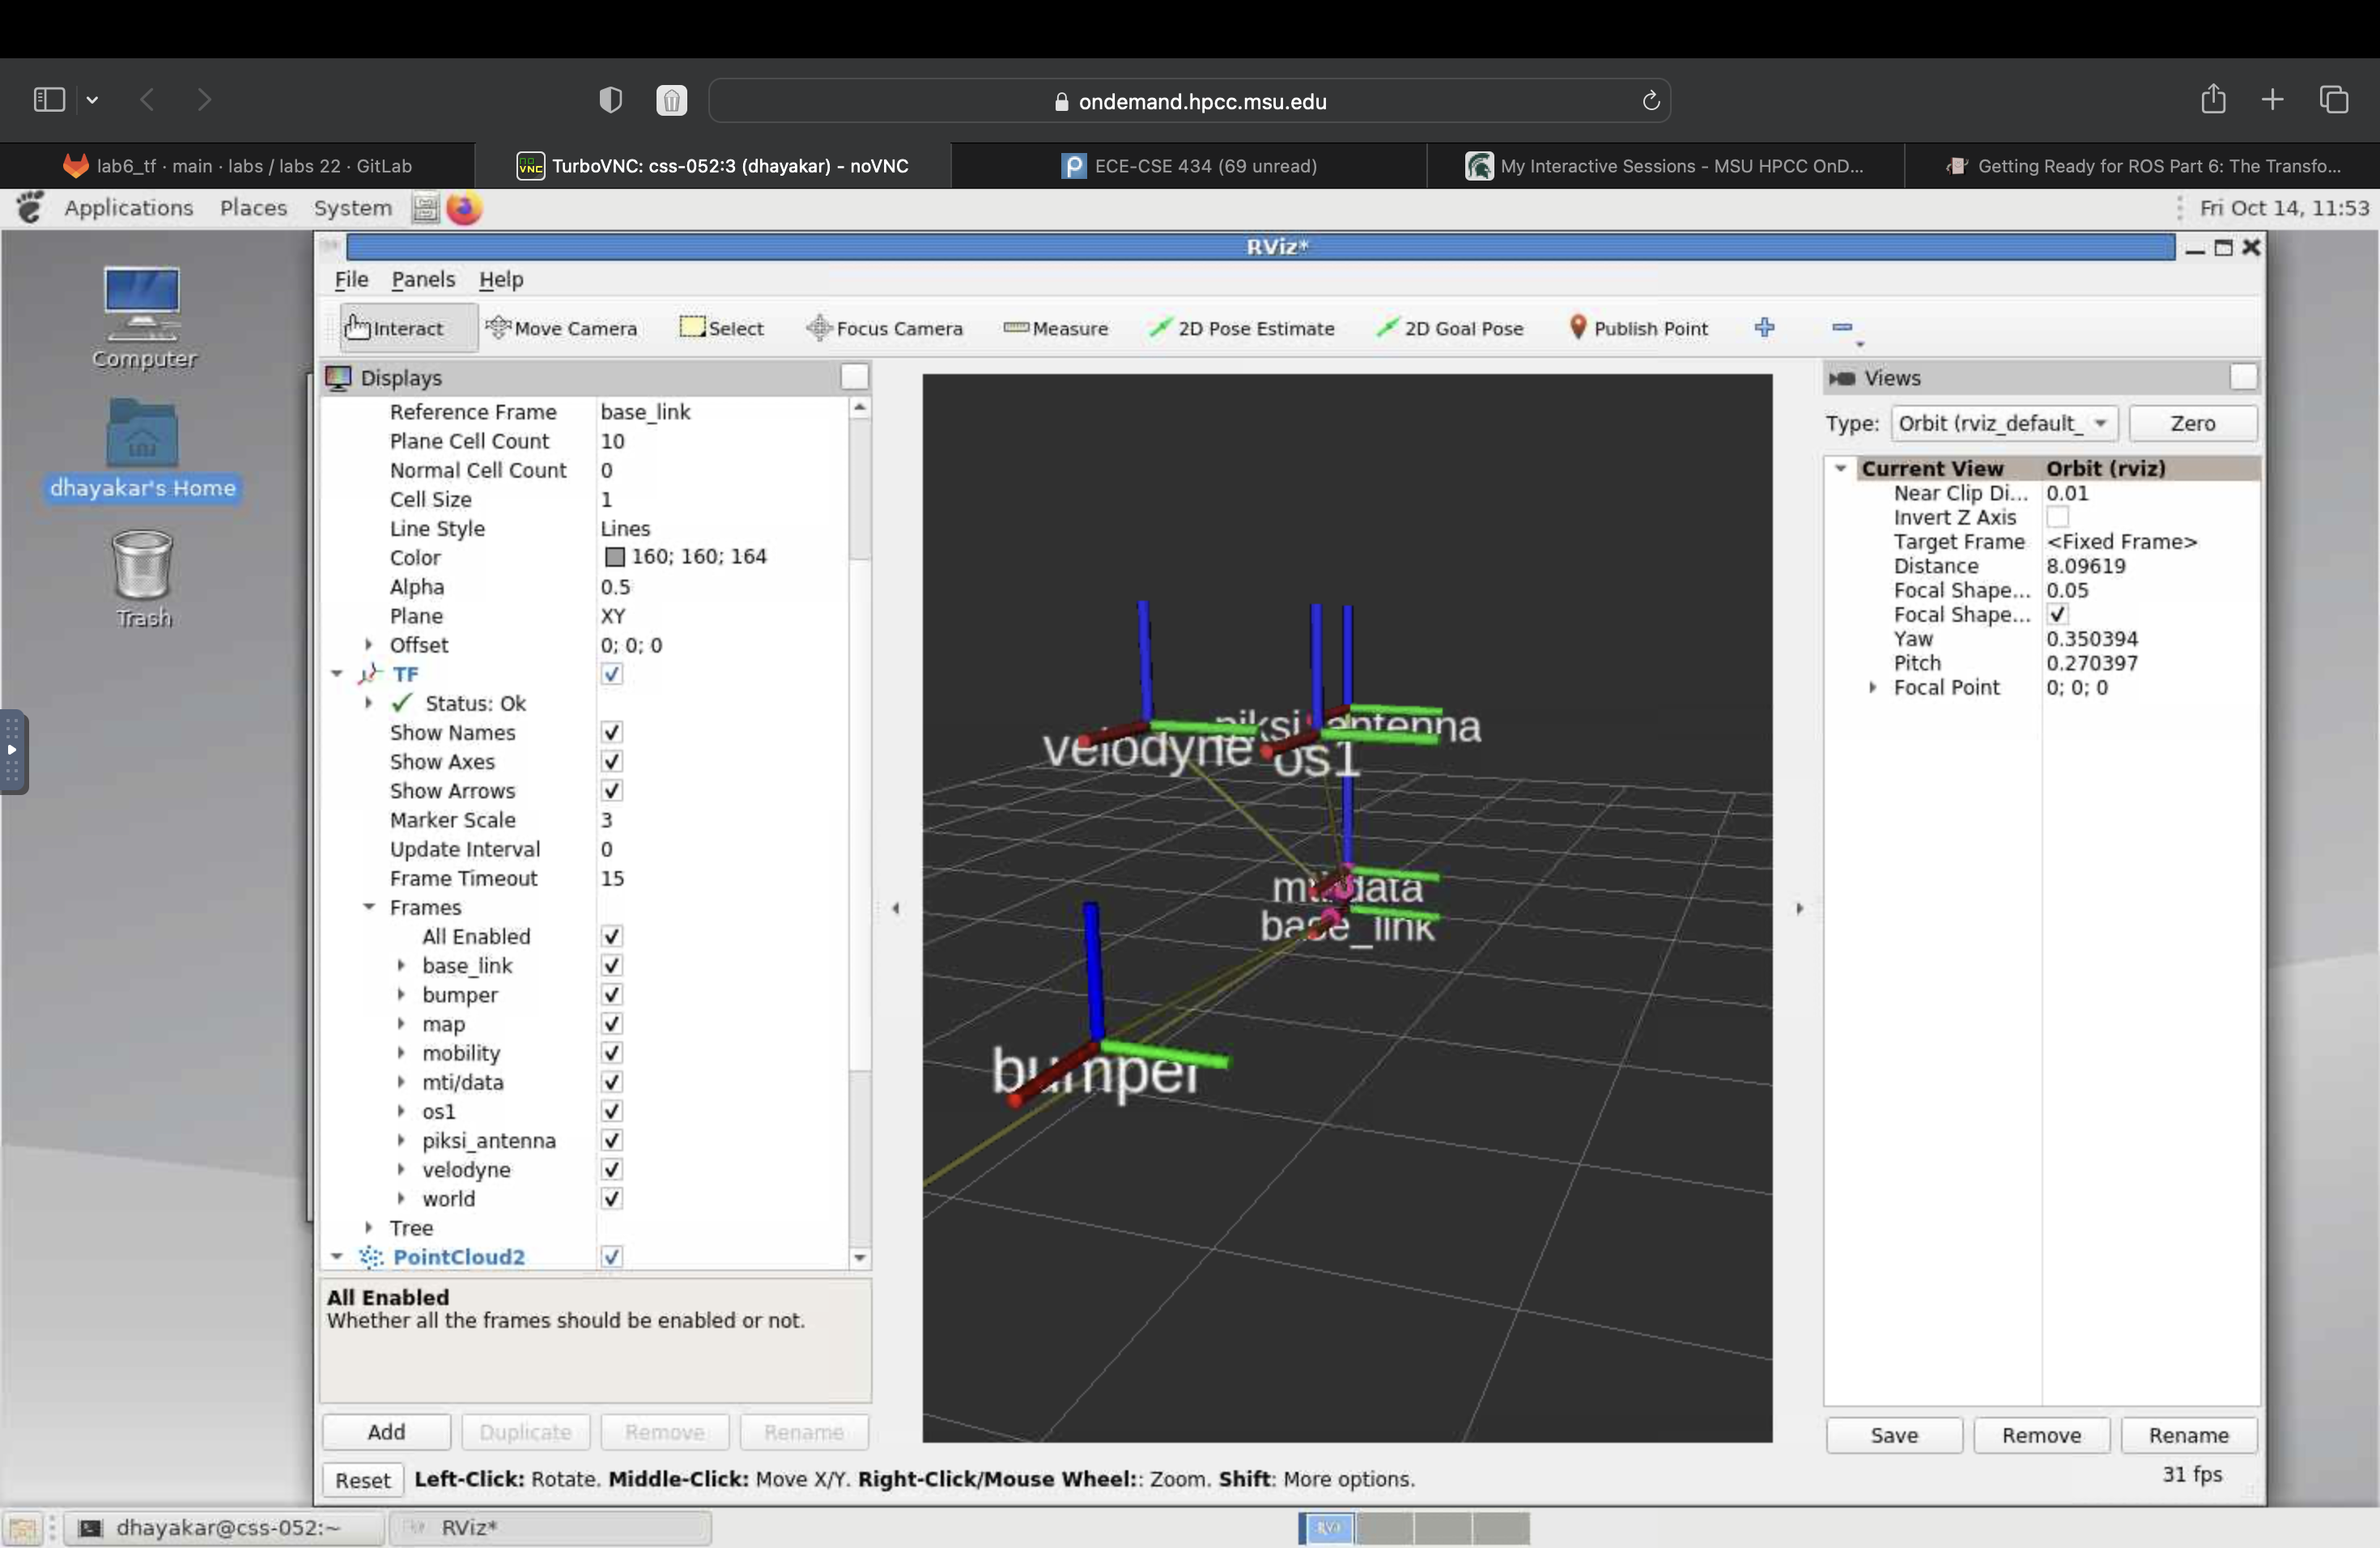 ondemand.hpcc.msu.edu
lab6_tf · main · labs / labs 22 · GitLab
TurboVNC: css-052:3 (dhayakar) - noVNC
ECE-CSE 434 (69 unread)
My Interactive Sessions - MSU HPCC OnD...
Getting Ready for ROS Part 6: The Transfo...
Applications Places System
Fri Oct 14, 11:53
Computer
dhayakar's Home
Trash
RViz*
File Panels Help
Interact Move Camera Select Focus Camera Measure 2D Pose Estimate 2D Goal Pose Publish Point
Displays
Reference Frame base_link
Plane Cell Count 10
Normal Cell Count 0
Cell Size 1
Line Style Lines
Color 160; 160; 164
Alpha 0.5
Plane XY
Offset 0; 0; 0
TF
Status: Ok
Show Names
Show Axes
Show Arrows
Marker Scale 3
Update Interval 0
Frame Timeout 15
Frames
All Enabled
base_link
bumper
map
mobility
mti/data
os1
piksi_antenna
velodyne
world
Tree
PointCloud2
All Enabled
Whether all the frames should be enabled or not.
Add Duplicate Remove Rename
Reset
Left-Click: Rotate. Middle-Click: Move X/Y. Right-Click/Mouse Wheel:: Zoom. Shift: More options.
piksi_antenna
velodyne
os1
mti/data
base_link
bumper
Views
Type: Orbit (rviz_default_ Zero
Current View Orbit (rviz)
Near Clip Di... 0.01
Invert Z Axis
Target Frame <Fixed Frame>
Distance 8.09619
Focal Shape... 0.05
Focal Shape...
Yaw 0.350394
Pitch 0.270397
Focal Point 0; 0; 0
Save Remove Rename
31 fps
dhayakar@css-052:~
RViz*